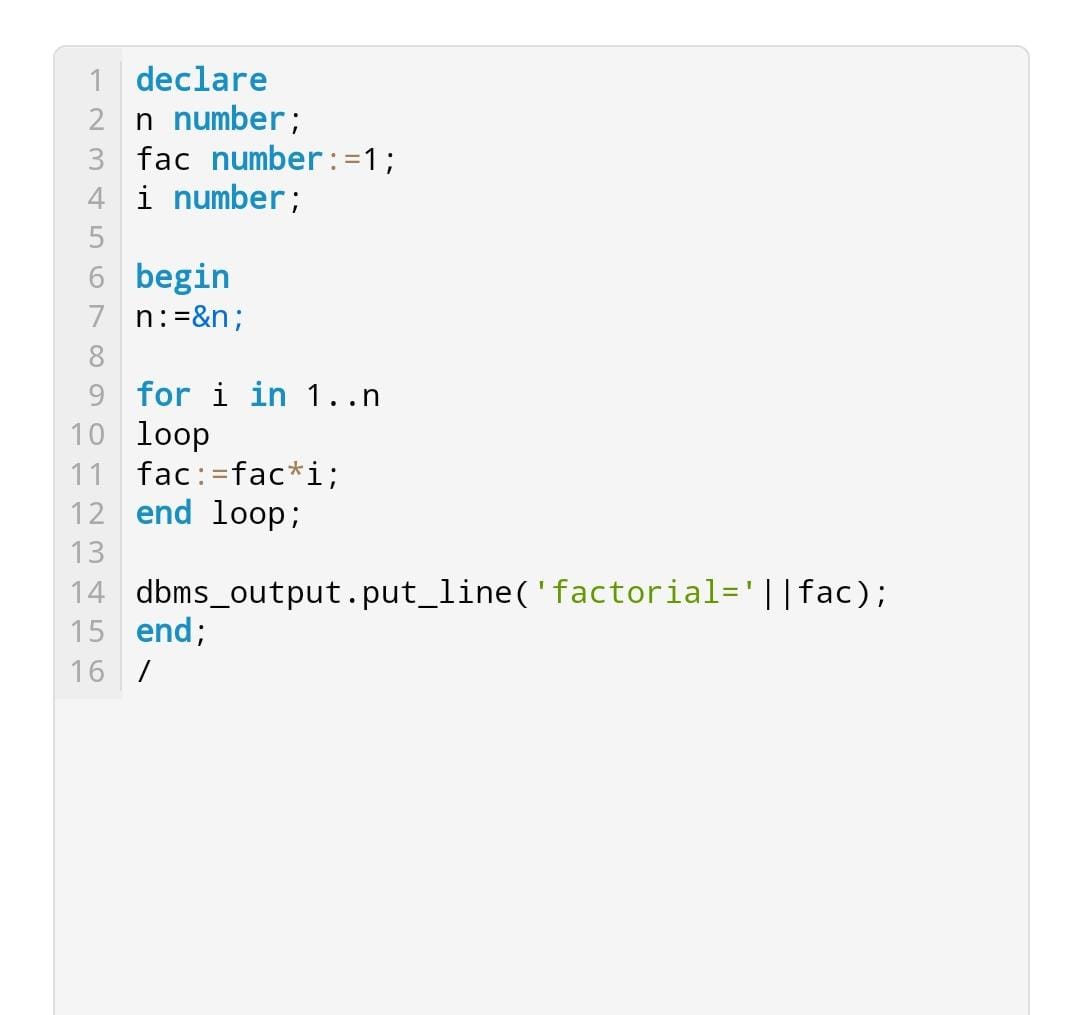 1 declare
2 n number;
3 fac number:=1;
4 i number;
5
6 begin
7 n:=&n;
8
9 for i in 1..n
10 loop
11 fac:=fac*i;
12 end loop;
13
14 dbms_output.put_line('factorial='||fac);
15 end;
16 /